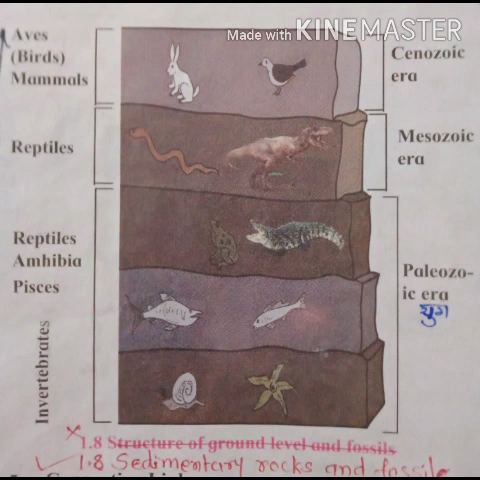 Made with KINEMASTER
Aves
(Birds)
Mammals
Cenozoic
era
Reptiles
Mesozoic
era
Reptiles
Amhibia
Pisces
Paleozo-
ic era
युग
Invertebrates
1.8 Structure of ground level and fossils
1.8 Sedimentary rocks and fossils